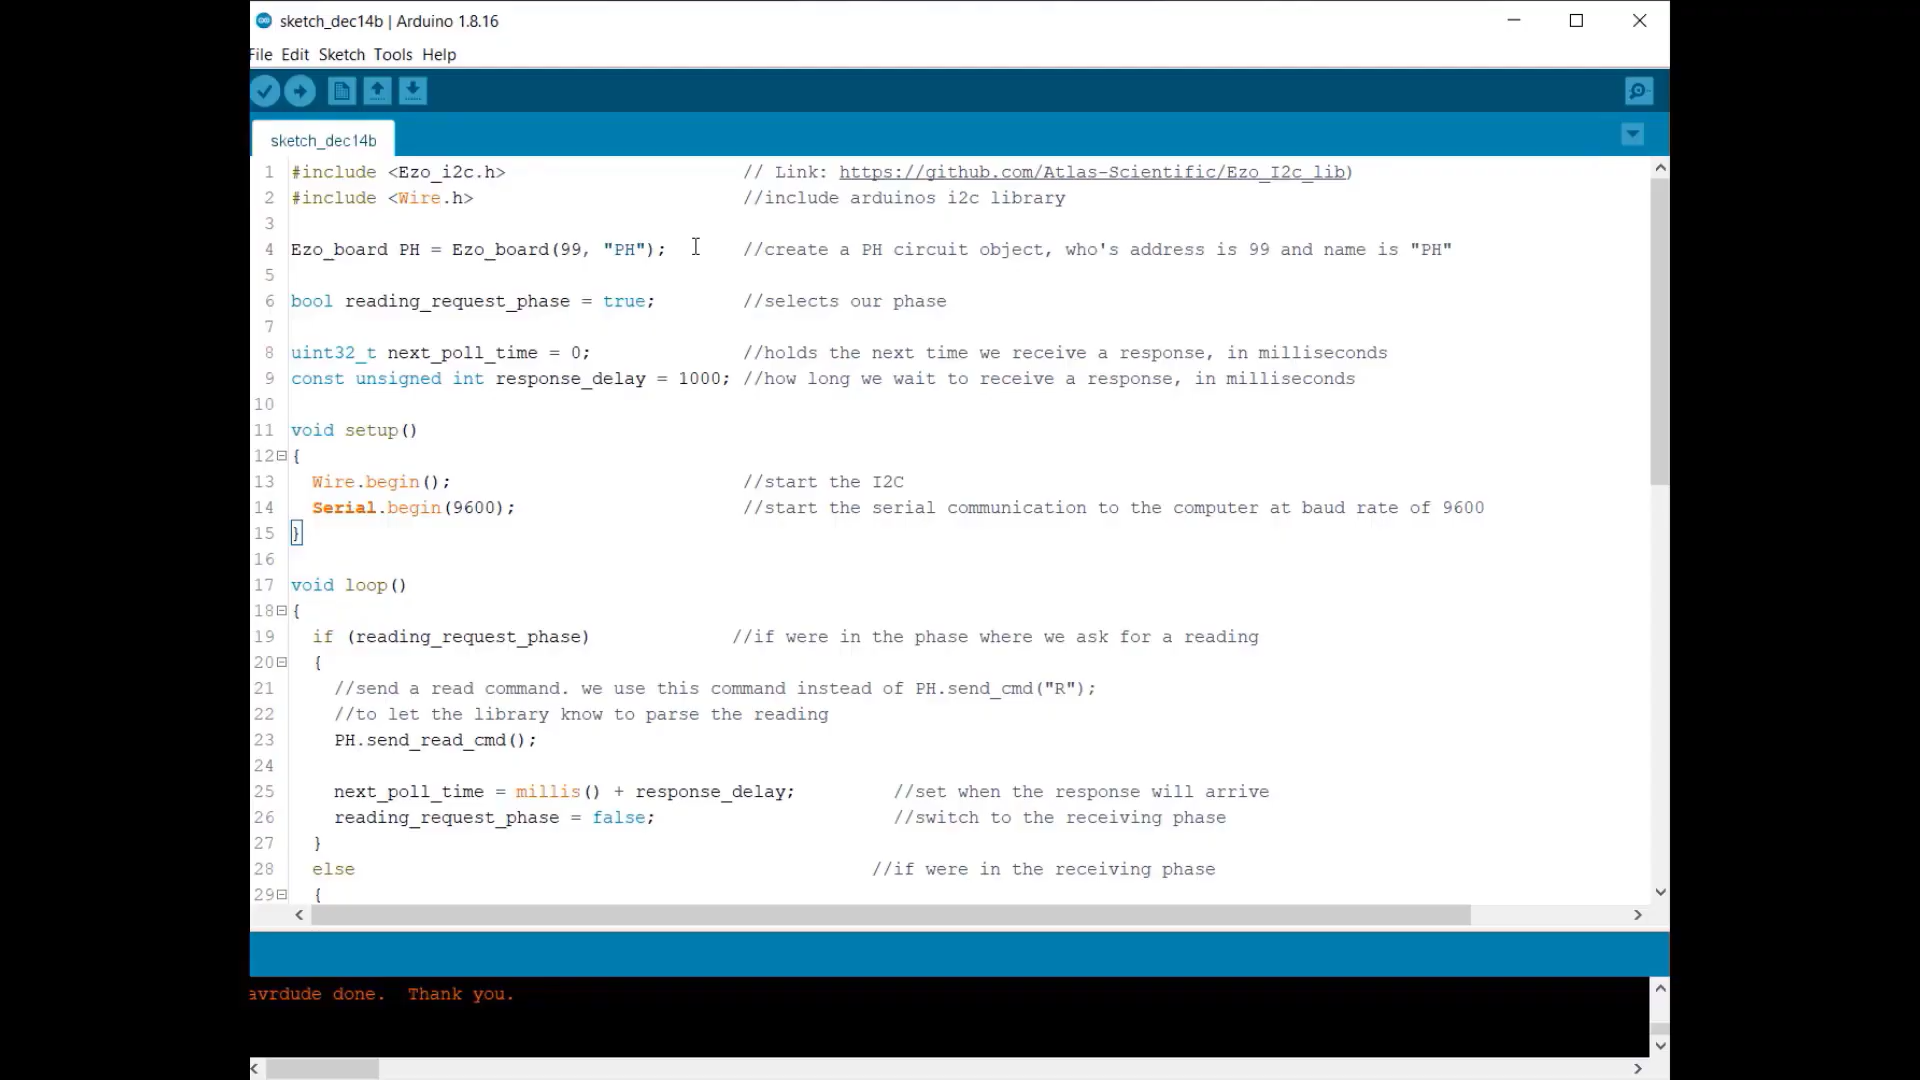 sketch_dec14b | Arduino 1.8.16
File Edit Sketch Tools Help
sketch_dec14b
1 #include <Ezo_i2c.h> // Link: https://github.com/Atlas-Scientific/Ezo_I2c_lib)
2 #include <Wire.h> //include arduinos i2c library
3
4 Ezo_board PH = Ezo_board(99, "PH"); //create a PH circuit object, who's address is 99 and name is "PH"
5
6 bool reading_request_phase = true; //selects our phase
7
8 uint32_t next_poll_time = 0; //holds the next time we receive a response, in milliseconds
9 const unsigned int response_delay = 1000; //how long we wait to receive a response, in milliseconds
10
11 void setup()
12 {
13 Wire.begin(); //start the I2C
14 Serial.begin(9600); //start the serial communication to the computer at baud rate of 9600
15 }
16
17 void loop()
18 {
19 if (reading_request_phase) //if were in the phase where we ask for a reading
20 {
21 //send a read command. we use this command instead of PH.send_cmd("R");
22 //to let the library know to parse the reading
23 PH.send_read_cmd();
24
25 next_poll_time = millis() + response_delay; //set when the response will arrive
26 reading_request_phase = false; //switch to the receiving phase
27 }
28 else //if were in the receiving phase
29 {
avrdude done. Thank you.